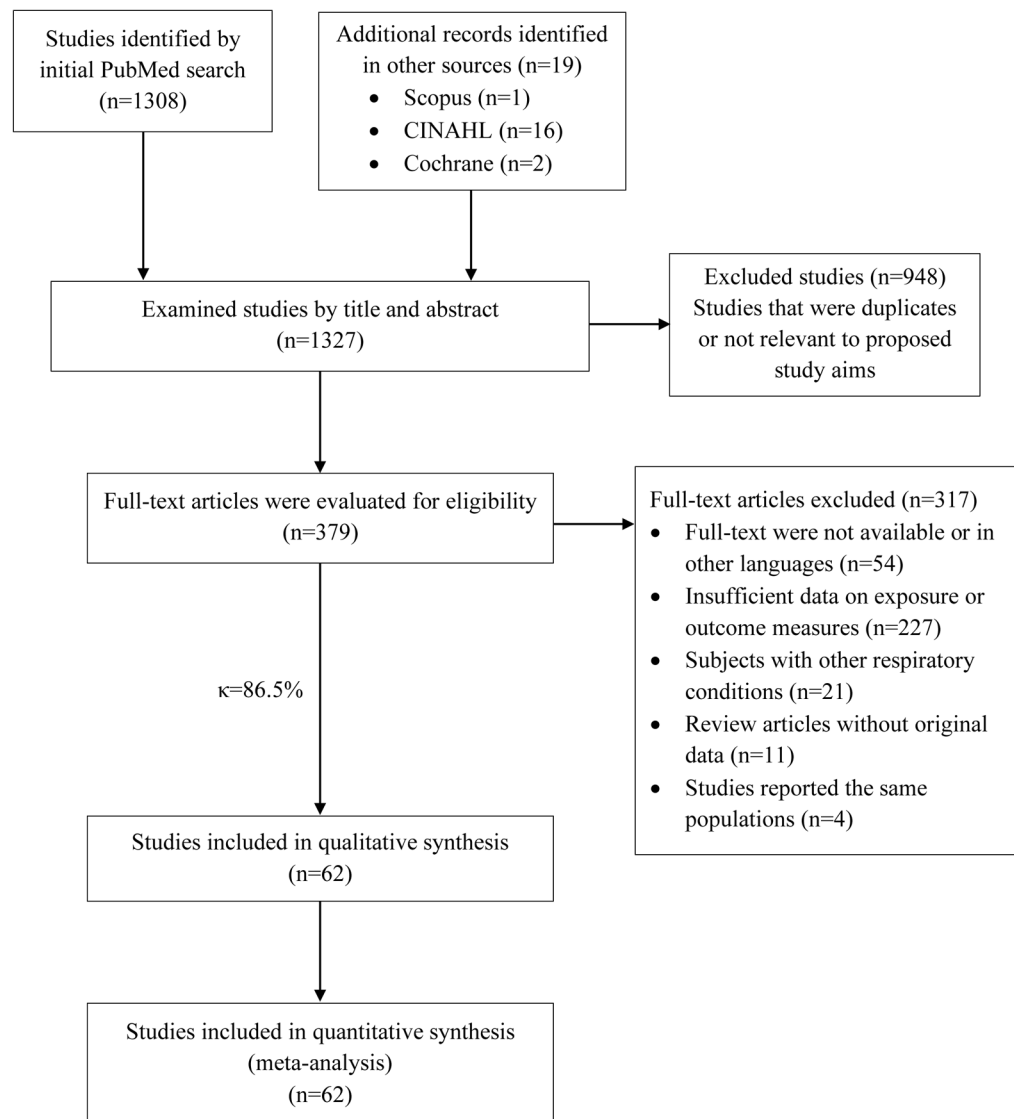 Studies identified by
initial PubMed search
(n=1308)
Additional records identified
in other sources (n=19)
• Scopus (n=1)
• CINAHL (n=16)
• Cochrane (n=2)
Examined studies by title and abstract
(n=1327)
Excluded studies (n=948)
Studies that were duplicates
or not relevant to proposed
study aims
Full-text articles were evaluated for eligibility
(n=379)
Full-text articles excluded (n=317)
• Full-text were not available or in
other languages (n=54)
• Insufficient data on exposure or
outcome measures (n=227)
• Subjects with other respiratory
conditions (n=21)
• Review articles without original
data (n=11)
• Studies reported the same
populations (n=4)
κ=86.5%
Studies included in qualitative synthesis
(n=62)
Studies included in quantitative synthesis
(meta-analysis)
(n=62)